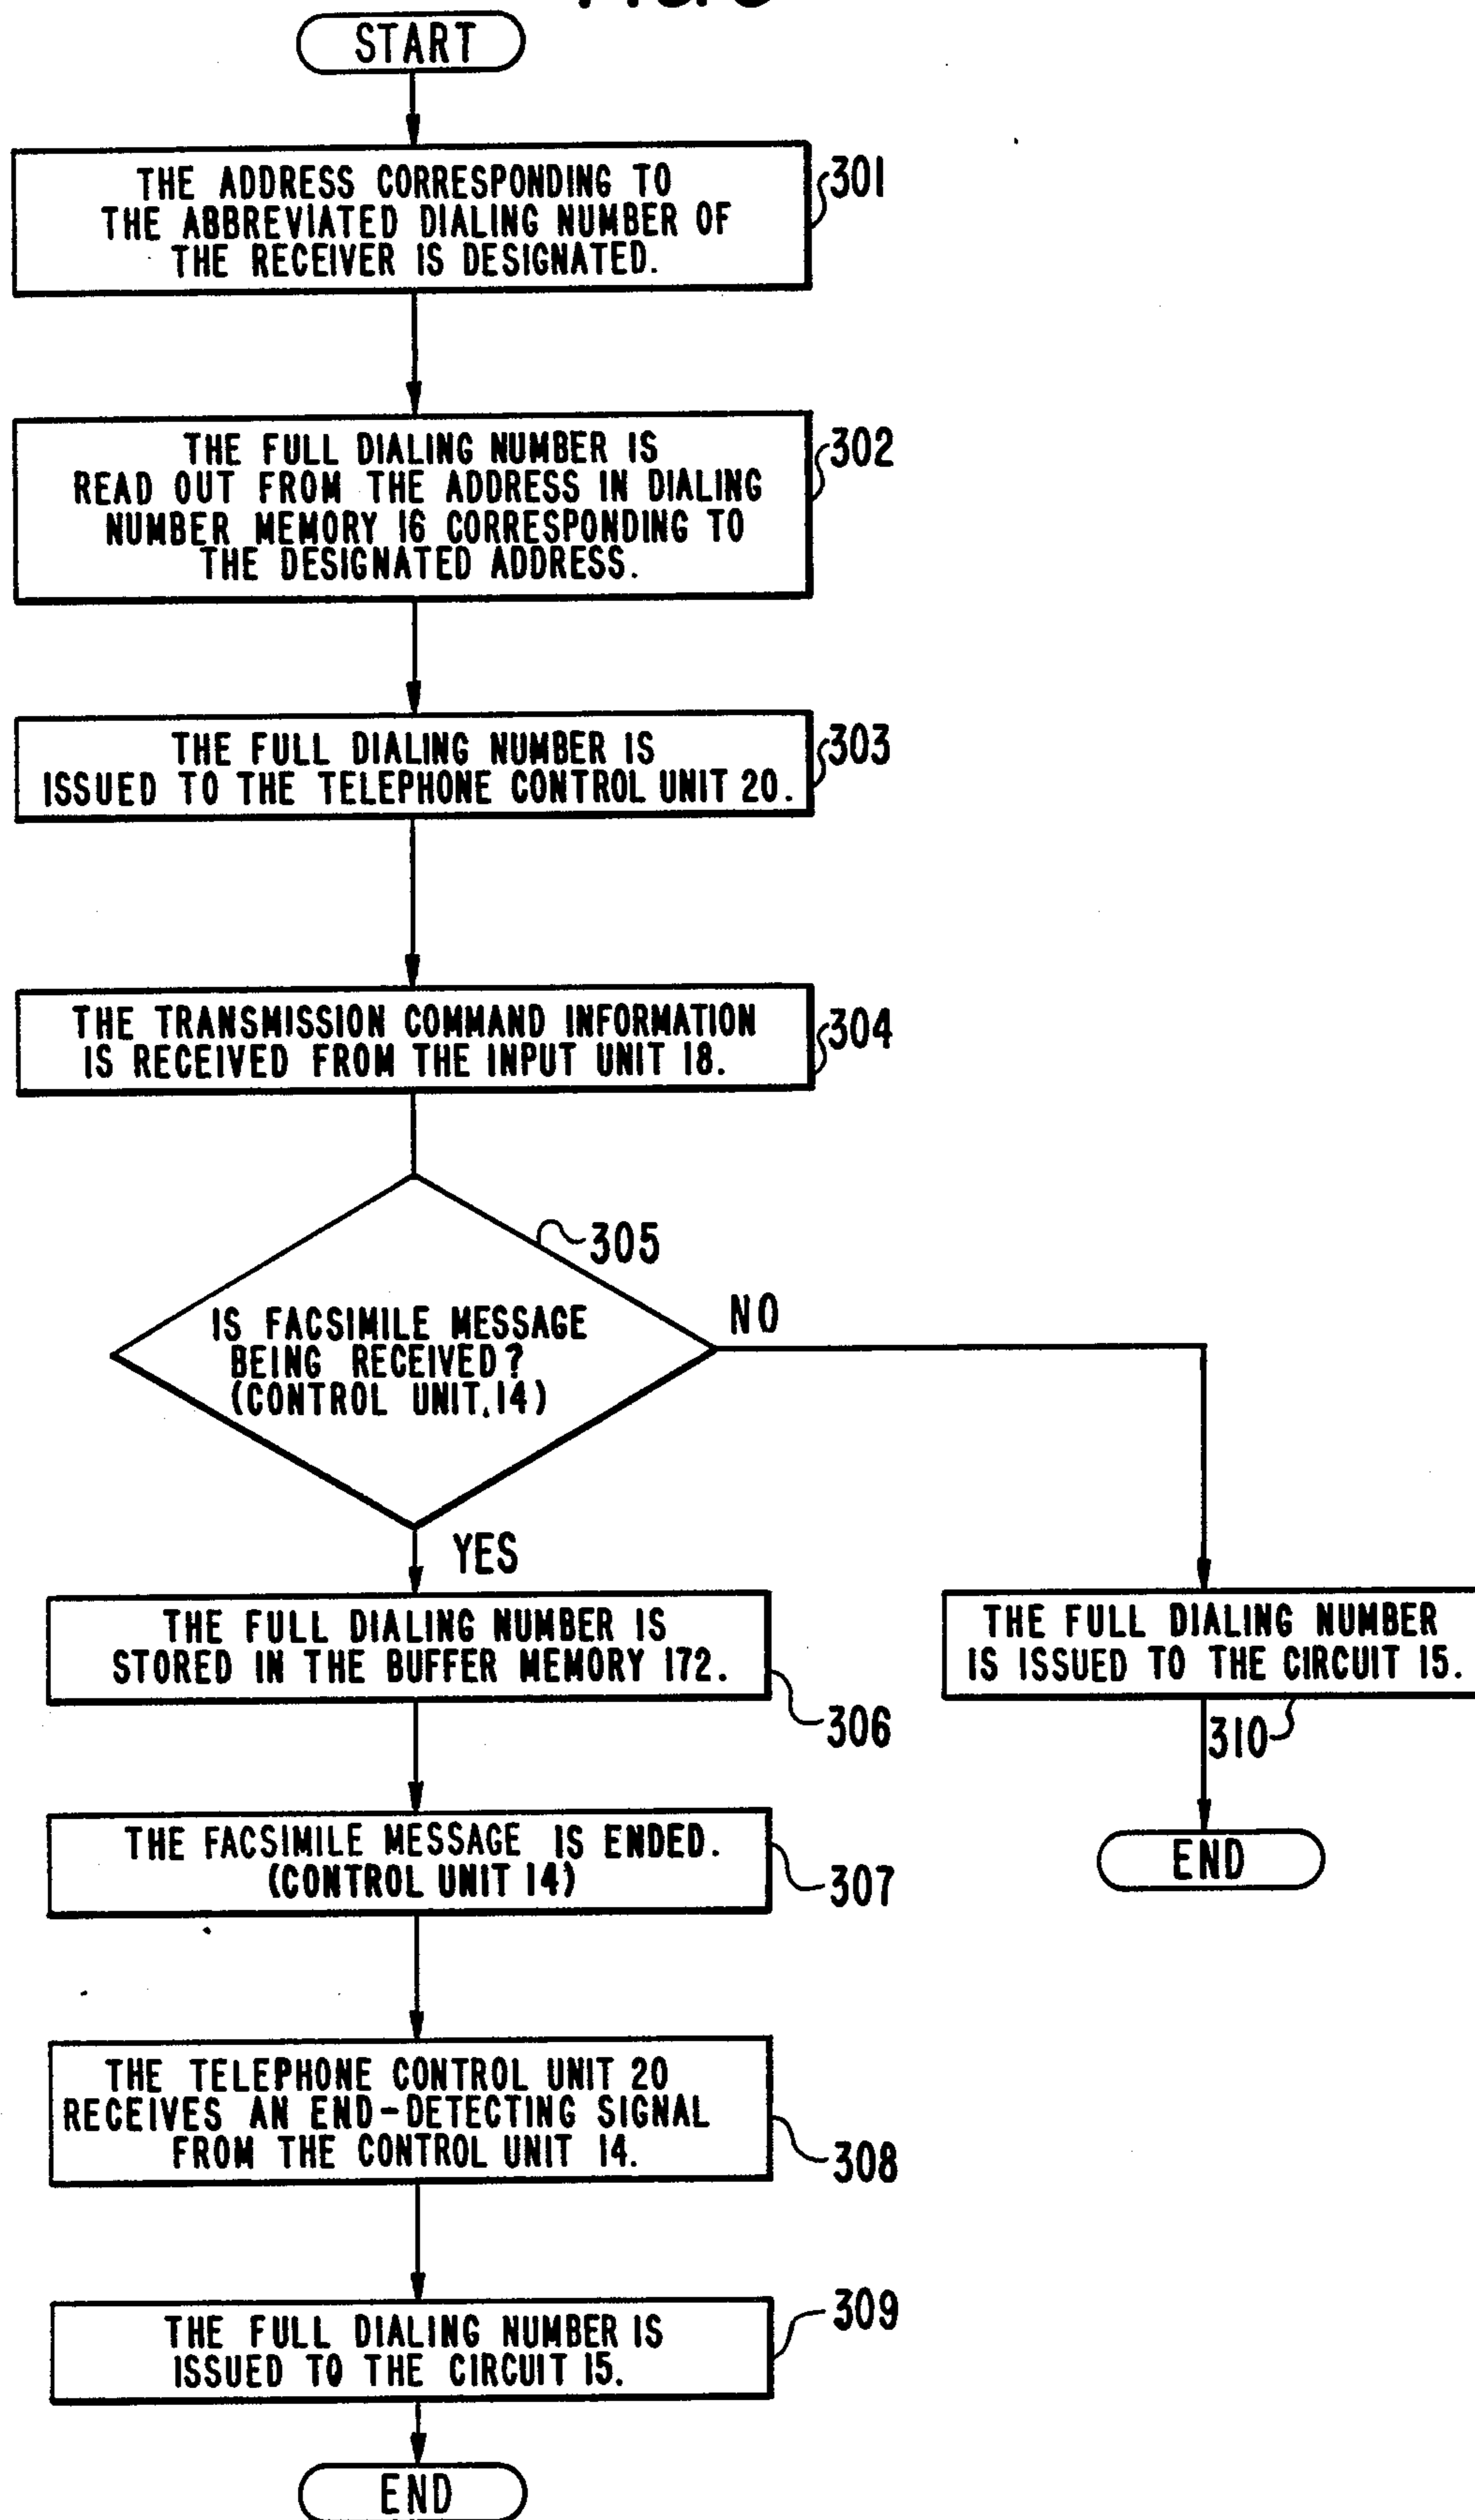 START
THE ADDRESS CORRESPONDING TO
THE ABBREVIATED DIALING NUMBER OF
THE RECEIVER IS DESIGNATED.
301
THE FULL DIALING NUMBER IS
READ OUT FROM THE ADDRESS IN DIALING
NUMBER MEMORY 16 CORRESPONDING TO
THE DESIGNATED ADDRESS.
302
THE FULL DIALING NUMBER IS
ISSUED TO THE TELEPHONE CONTROL UNIT 20.
303
THE TRANSMISSION COMMAND INFORMATION
IS RECEIVED FROM THE INPUT UNIT 18.
304
305
IS FACSIMILE MESSAGE
BEING RECEIVED?
(CONTROL UNIT 14)
NO
YES
THE FULL DIALING NUMBER IS
STORED IN THE BUFFER MEMORY 172.
306
THE FULL DIALING NUMBER
IS ISSUED TO THE CIRCUIT 15.
310
END
THE FACSIMILE MESSAGE IS ENDED.
(CONTROL UNIT 14)
307
THE TELEPHONE CONTROL UNIT 20
RECEIVES AN END-DETECTING SIGNAL
FROM THE CONTROL UNIT 14.
308
THE FULL DIALING NUMBER IS
ISSUED TO THE CIRCUIT 15.
309
END